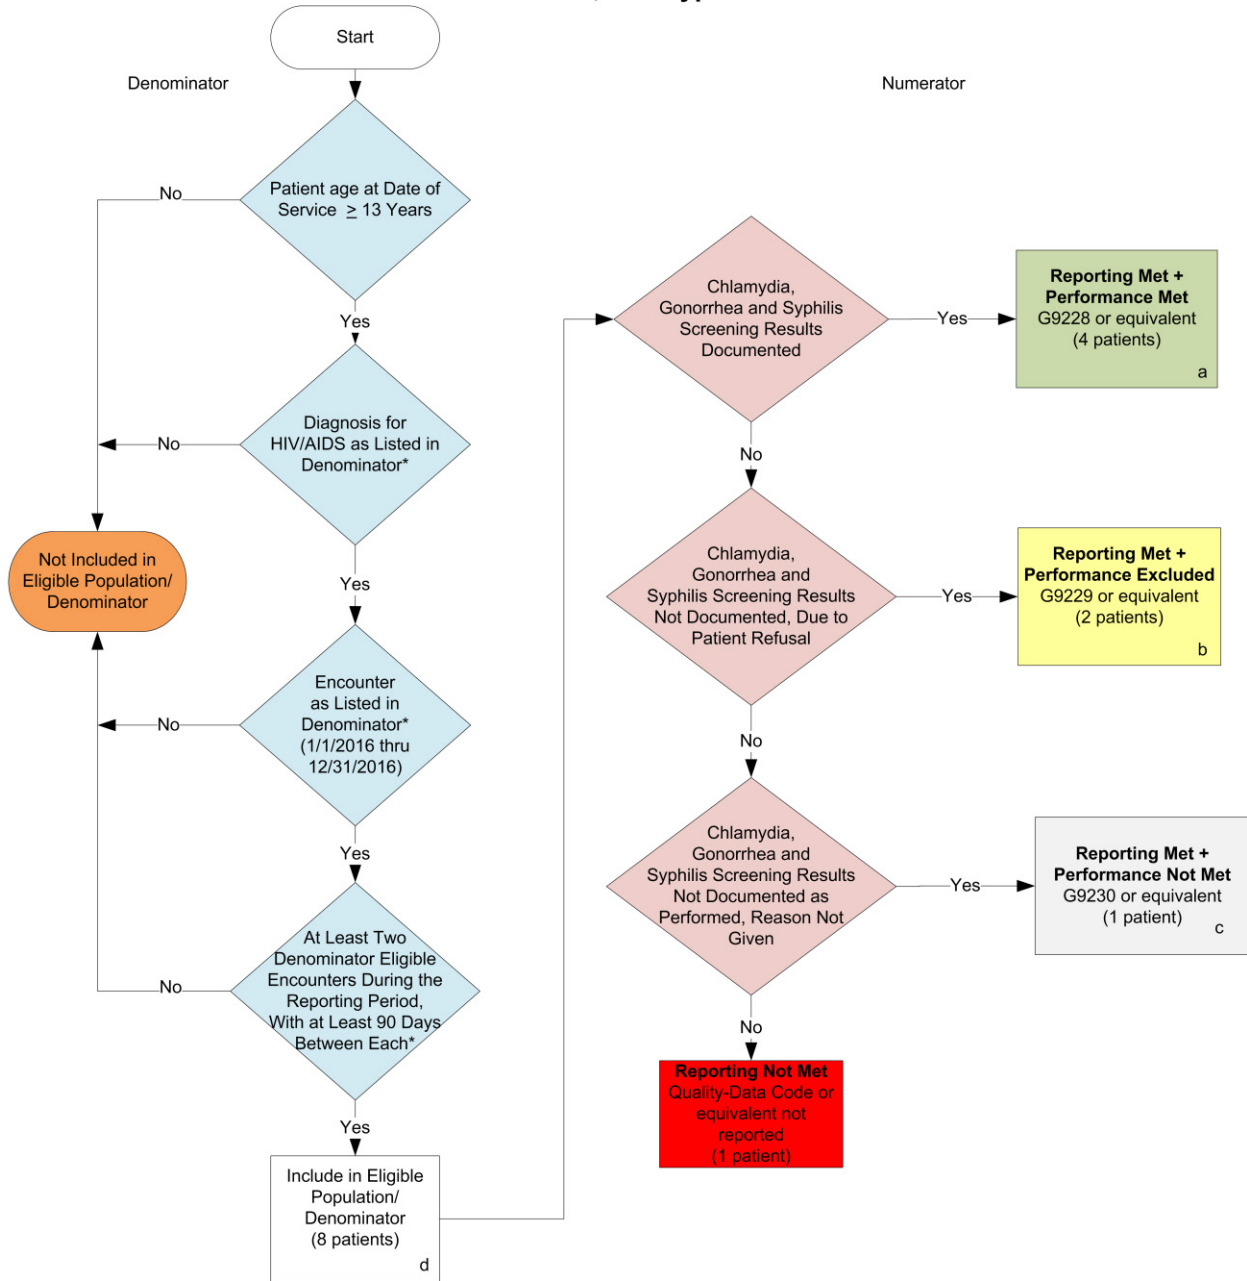 Start
Denominator
Numerator
Patient age at Date of
Service ≥ 13 Years
No
Yes
Diagnosis for
HIV/AIDS as Listed in
Denominator*
No
Yes
Not Included in
Eligible Population/
Denominator
Encounter
as Listed in
Denominator*
(1/1/2016 thru
12/31/2016)
No
Yes
At Least Two
Denominator Eligible
Encounters During the
Reporting Period,
With at Least 90 Days
Between Each*
No
Yes
Include in Eligible
Population/
Denominator
(8 patients)
d
Chlamydia,
Gonorrhea and Syphilis
Screening Results
Documented
Yes
Reporting Met +
Performance Met
G9228 or equivalent
(4 patients)
a
No
Chlamydia,
Gonorrhea and
Syphilis Screening Results
Not Documented, Due to
Patient Refusal
Yes
Reporting Met +
Performance Excluded
G9229 or equivalent
(2 patients)
b
No
Chlamydia,
Gonorrhea and
Syphilis Screening Results
Not Documented as
Performed, Reason Not
Given
Yes
Reporting Met +
Performance Not Met
G9230 or equivalent
(1 patient)
c
No
Reporting Not Met
Quality-Data Code or
equivalent not
reported
(1 patient)